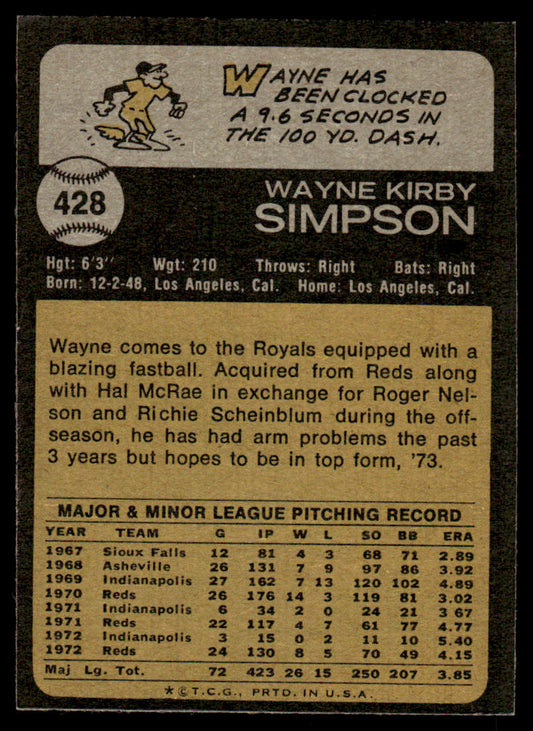 WAYNE HAS
BEEN CLOCKED
A 9.6 SECONDS IN
THE 100 YD. DASH.
428
WAYNE KIRBY
SIMPSON
Hgt: 6'3" Wgt: 210 Throws: Right Bats: Right
Born: 12-2-48, Los Angeles, Cal. Home: Los Angeles, Cal.
Wayne comes to the Royals equipped with a
blazing fastball. Acquired from Reds along
with Hal McRae in exchange for Roger Nel-
son and Richie Scheinblum during the off-
season, he has had arm problems the past
3 years but hopes to be in top form, '73.
MAJOR & MINOR LEAGUE PITCHING RECORD
YEAR TEAM G IP W L SO BB ERA
1967 Sioux Falls 12 81 4 3 68 71 2.89
1968 Asheville 26 131 7 9 97 86 3.92
1969 Indianapolis 27 162 7 13 120 102 4.89
1970 Reds 26 176 14 3 119 81 3.02
1971 Indianapolis 6 34 2 0 24 21 3 67
1971 Reds 22 117 4 7 61 77 4.77
1972 Indianapolis 3 15 0 2 11 10 5.40
1972 Reds 24 130 8 5 70 49 4.15
Maj Lg. Tot. 72 423 26 15 250 207 3.85
* © T.C.G., PRTD. IN U.S.A.